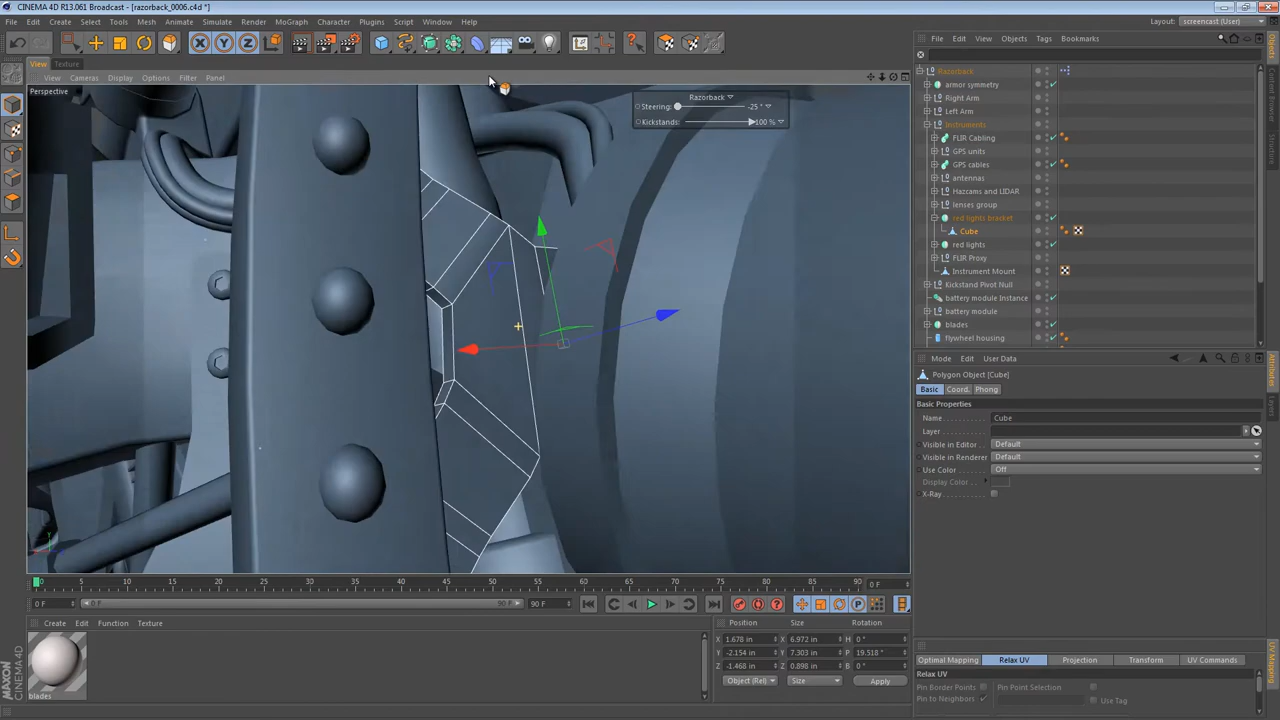 CINEMA 4D R13.061 Broadcast - [razorback_0006.c4d *]
File Edit Create Select Mesh Animate Simulate Render MoGraph Character Plugins Script Window Help
Layout: screencast (User)
View Texture
View Cameras Display Options Filter Panel
Perspective
Razorback
Steering: -25 °
Kickstands: 100 %
File Edit View Objects Tags Bookmarks
Razorback
armor symmetry
Right Arm
Left Arm
Instruments
FLIR Cabling
GPS units
GPS cables
antennas
Hazcams and LIDAR
lenses group
red lights bracket
Cube
red lights
FLIR Proxy
Instrument Mount
Kickstand Pivot Null
battery module Instance
battery module
blades
flywheel housing
Objects
Content Browser
Structure
Mode Edit User Data
Polygon Object [Cube]
Basic Coord. Phong
Basic Properties
Name Cube
Layer
Visible in Editor Default
Visible in Renderer Default
Use Color Off
Display Color
X-Ray
Attributes
Layers
0 5 10 15 20 25 30 35 40 45 50 55 60 65 70 75 80 85 90 0 F
0 F 0 F 90 F 90 F
Create Edit Function Texture
blades
MAXON
CINEMA 4D
Position Size Rotation
X 1.678 in X 6.972 in H 0 °
Y -2.154 in Y 7.303 in P 19.518 °
Z -1.468 in Z 0.898 in B 0 °
Object (Rel) Size Apply
Optimal Mapping Relax UV Projection Transform UV Commands
Relax UV
Pin Border Points Pin Point Selection
Pin to Neighbors Use Tag
UV Mapping